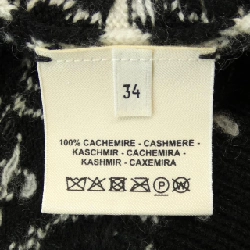 34
100% CACHEMIRE - CASHMERE -
KASCHMIR - CACHEMIRA -
KASHMIR - CAXEMIRA
P
W